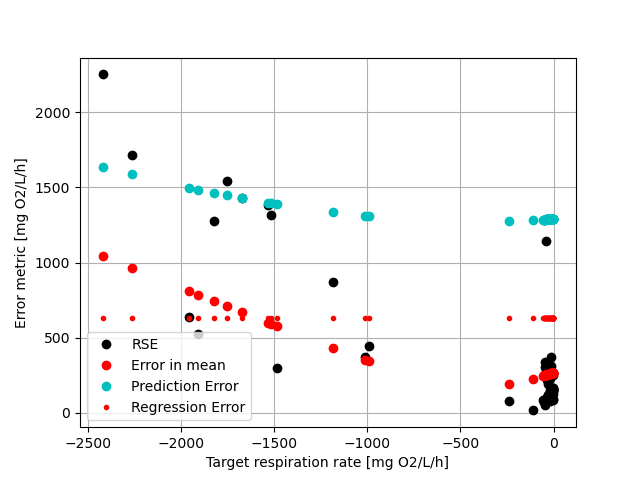 2000
1500
1000
500
0
Error metric [mg O2/L/h]
RSE
Error in mean
Prediction Error
Regression Error
−2500 −2000 −1500 −1000 −500 0
Target respiration rate [mg O2/L/h]